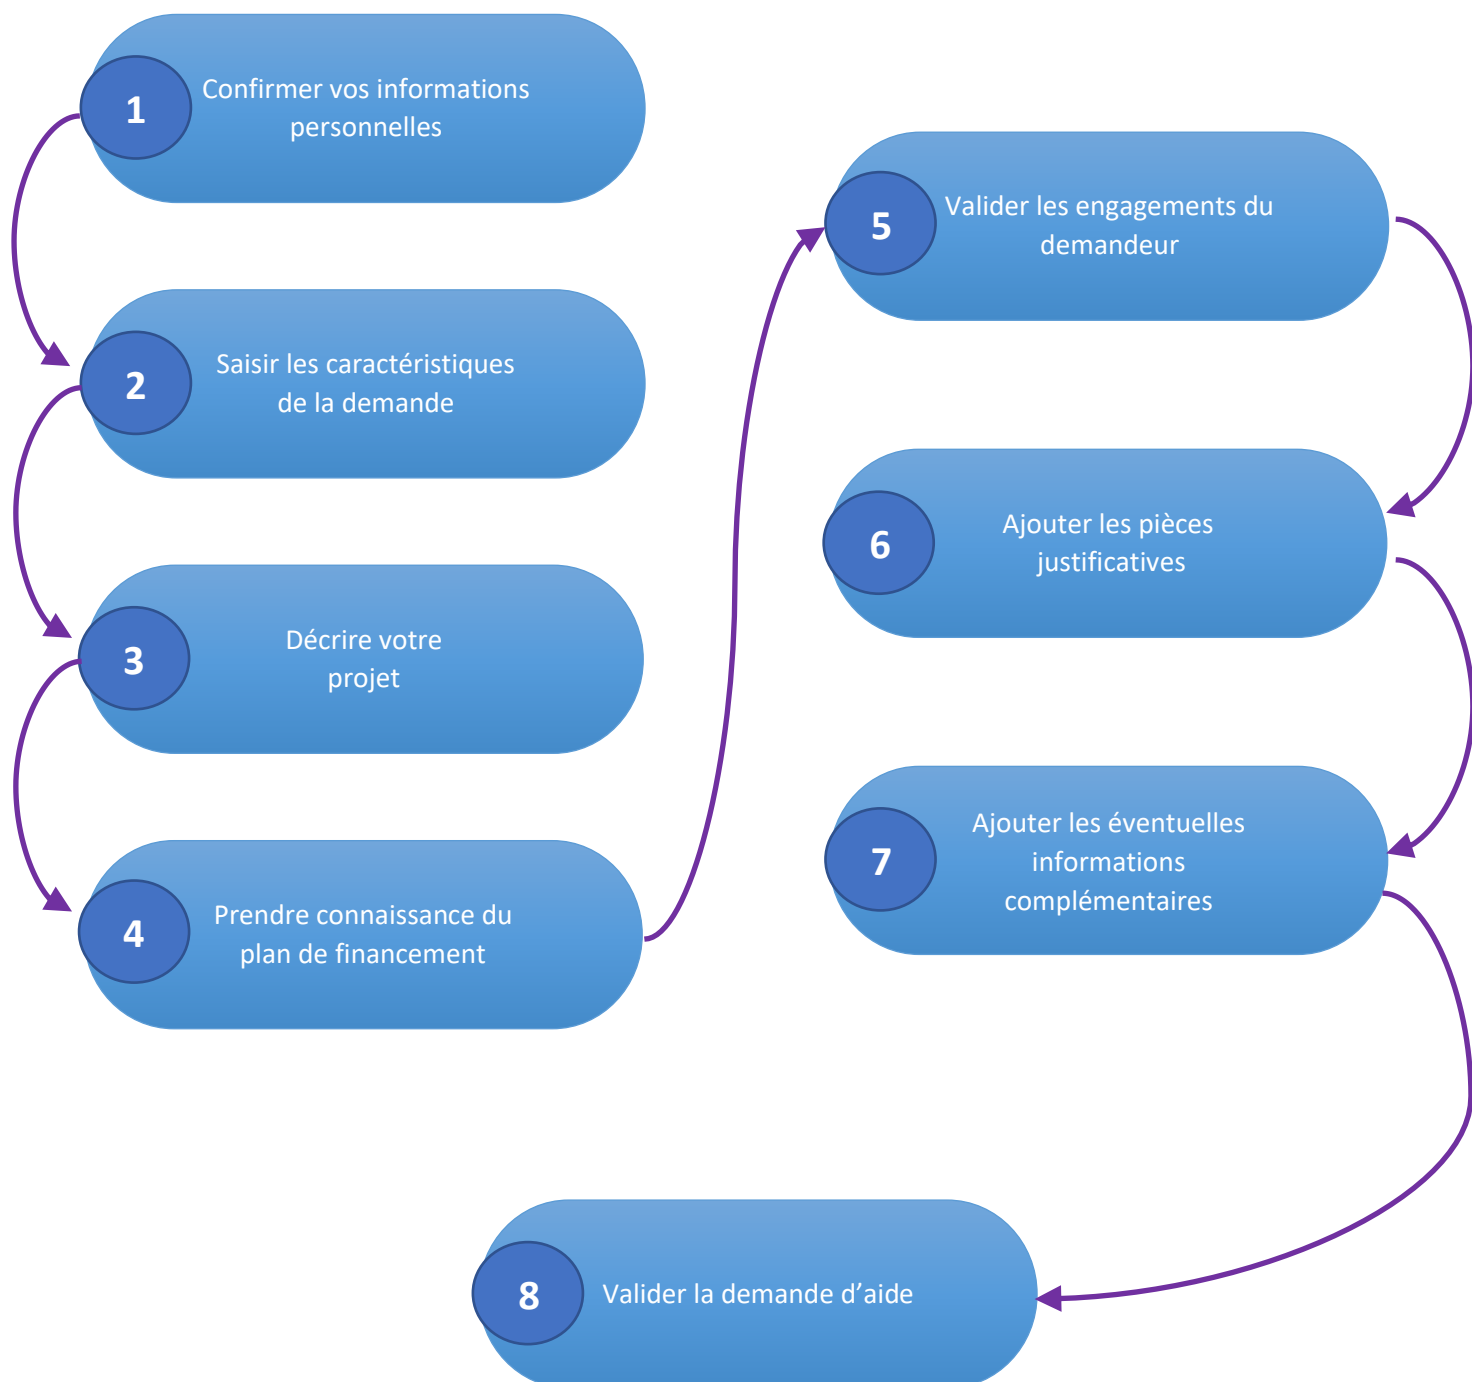 1
Confirmer vos informations
personnelles
2
Saisir les caractéristiques
de la demande
3
Décrire votre
projet
4
Prendre connaissance du
plan de financement
5
Valider les engagements du
demandeur
6
Ajouter les pièces
justificatives
7
Ajouter les éventuelles
informations
complémentaires
8
Valider la demande d’aide